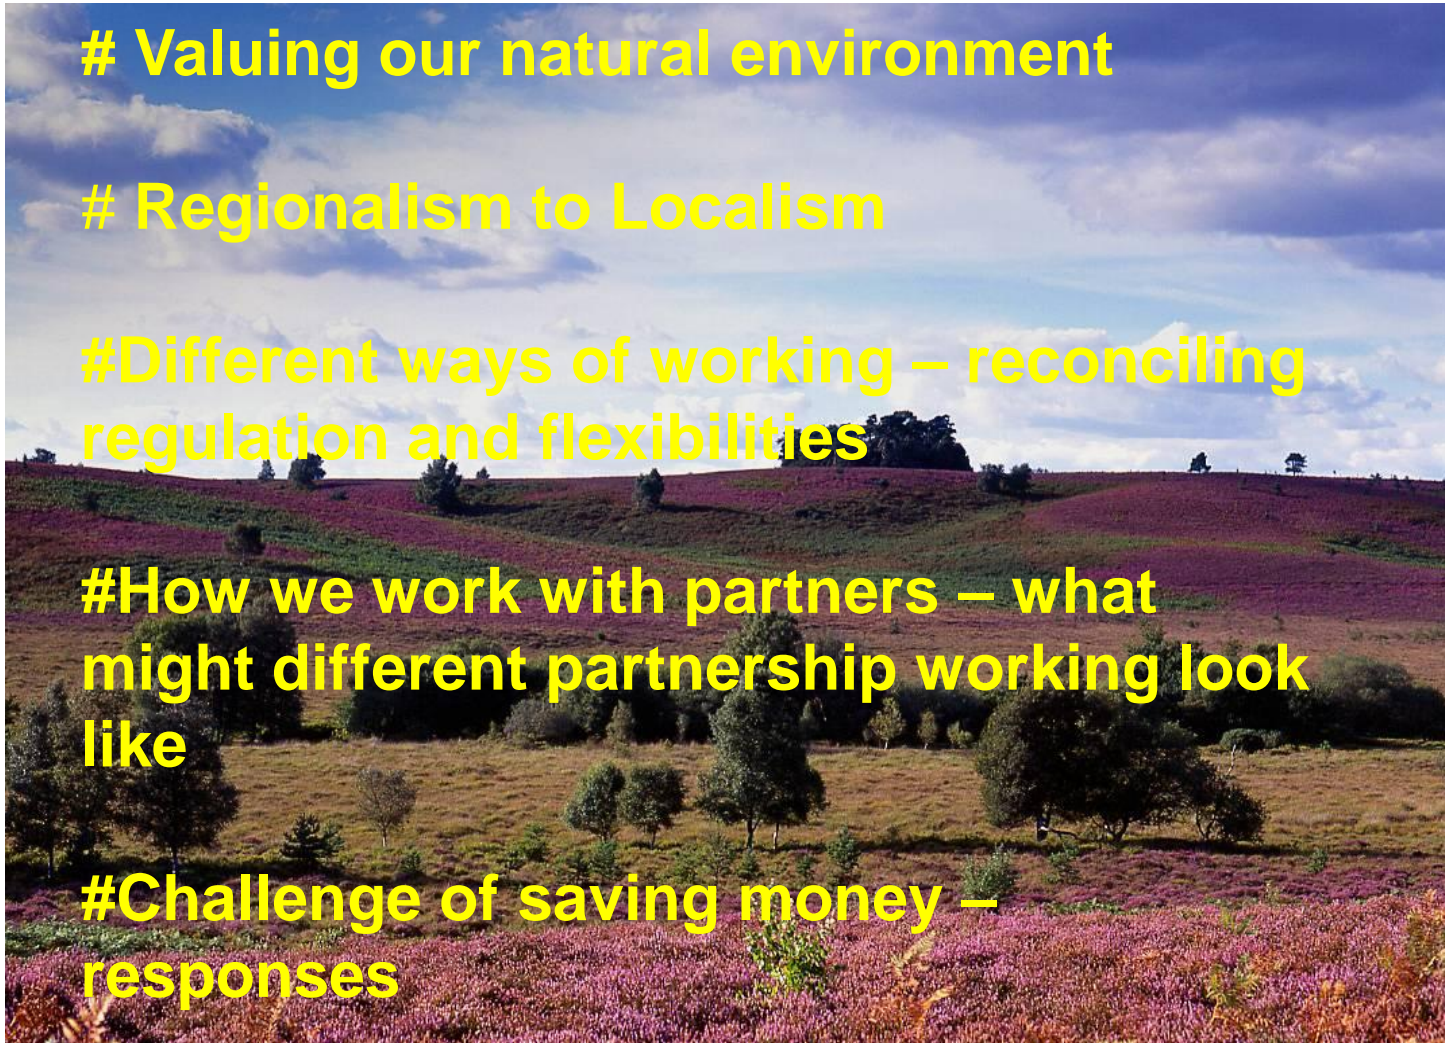 # Valuing our natural environment
# Regionalism to Localism
#Different ways of working – reconciling
regulation and flexibilities
#How we work with partners – what
might different partnership working look
like
#Challenge of saving money –
responses